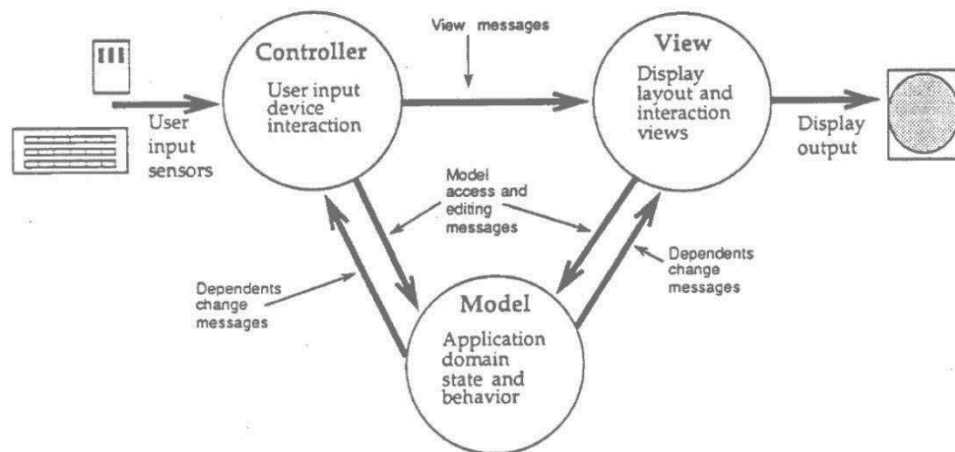 View messages
Controller
User input
device
interaction
View
Display
layout and
interaction
views
User
input
sensors
Display
output
Model
access and
editing
messages
Dependents
change
messages
Dependents
change
messages
Model
Application
domain
state and
behavior